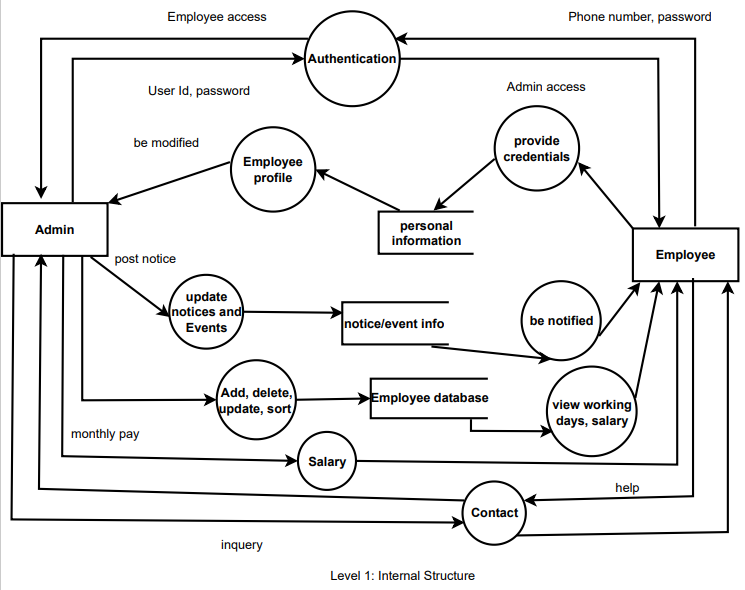 Employee access
Phone number, password
Authentication
User Id, password
Admin access
be modified
provide
credentials
Employee
profile
personal
information
Admin
Employee
post notice
update
notices and
Events
notice/event info
be notified
Add, delete,
update, sort
Employee database
view working
days, salary
monthly pay
Salary
help
Contact
inquery
Level 1: Internal Structure